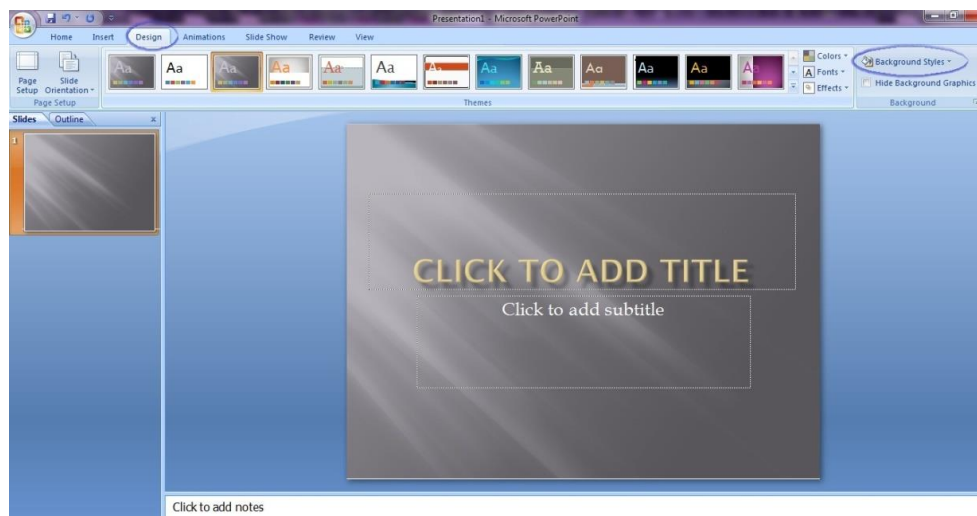 Presentation1 - Microsoft PowerPoint
Home Insert Design Animations Slide Show Review View
Page Setup
Slide Orientation
Page Setup
Aa Aa Aa Aa Aa Aa Aa Aa Aa Aa Aa Aa Aa
Themes
Colors
Fonts
Effects
Background Styles
Hide Background Graphics
Background
Slides Outline
1
CLICK TO ADD TITLE
Click to add subtitle
Click to add notes